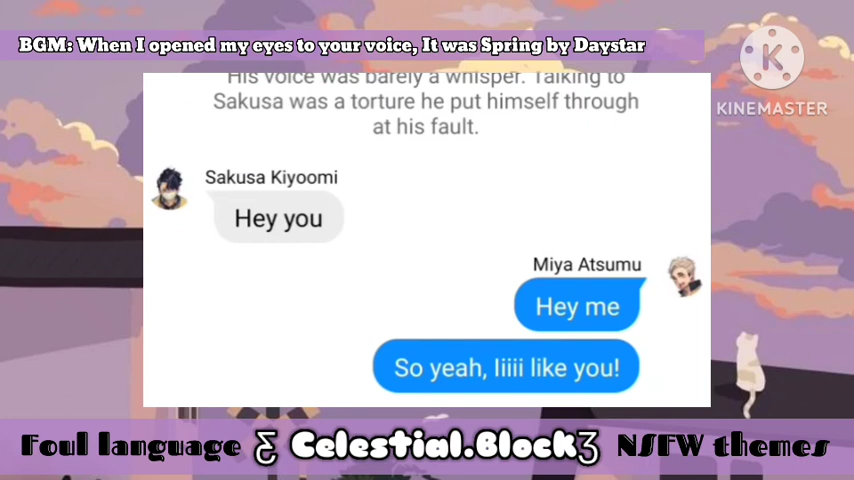 BGM: When I opened my eyes to your voice, It was Spring by Daystar
KINEMASTER
His voice was barely a whisper. Talking to
Sakusa was a torture he put himself through
at his fault.
Sakusa Kiyoomi
Hey you
Miya Atsumu
Hey me
So yeah, Iiiii like you!
Foul language Ƹ Celestial.BlockƷ NSFW themes